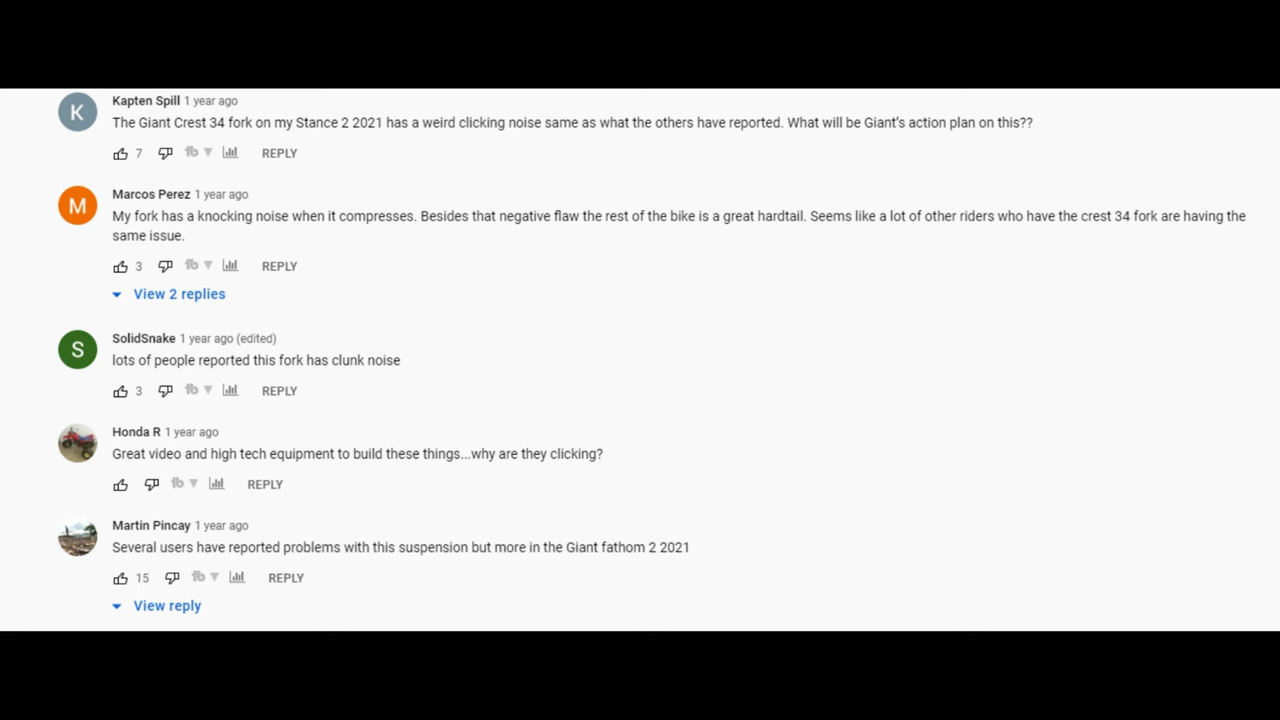 K
Kapten Spill 1 year ago
The Giant Crest 34 fork on my Stance 2 2021 has a weird clicking noise same as what the others have reported. What will be Giant's action plan on this??
7 tb REPLY
M
Marcos Perez 1 year ago
My fork has a knocking noise when it compresses. Besides that negative flaw the rest of the bike is a great hardtail. Seems like a lot of other riders who have the crest 34 fork are having the
same issue.
3 tb REPLY
View 2 replies
S
SolidSnake 1 year ago (edited)
lots of people reported this fork has clunk noise
3 tb REPLY
Honda R 1 year ago
Great video and high tech equipment to build these things...why are they clicking?
tb REPLY
Martin Pincay 1 year ago
Several users have reported problems with this suspension but more in the Giant fathom 2 2021
15 tb REPLY
View reply